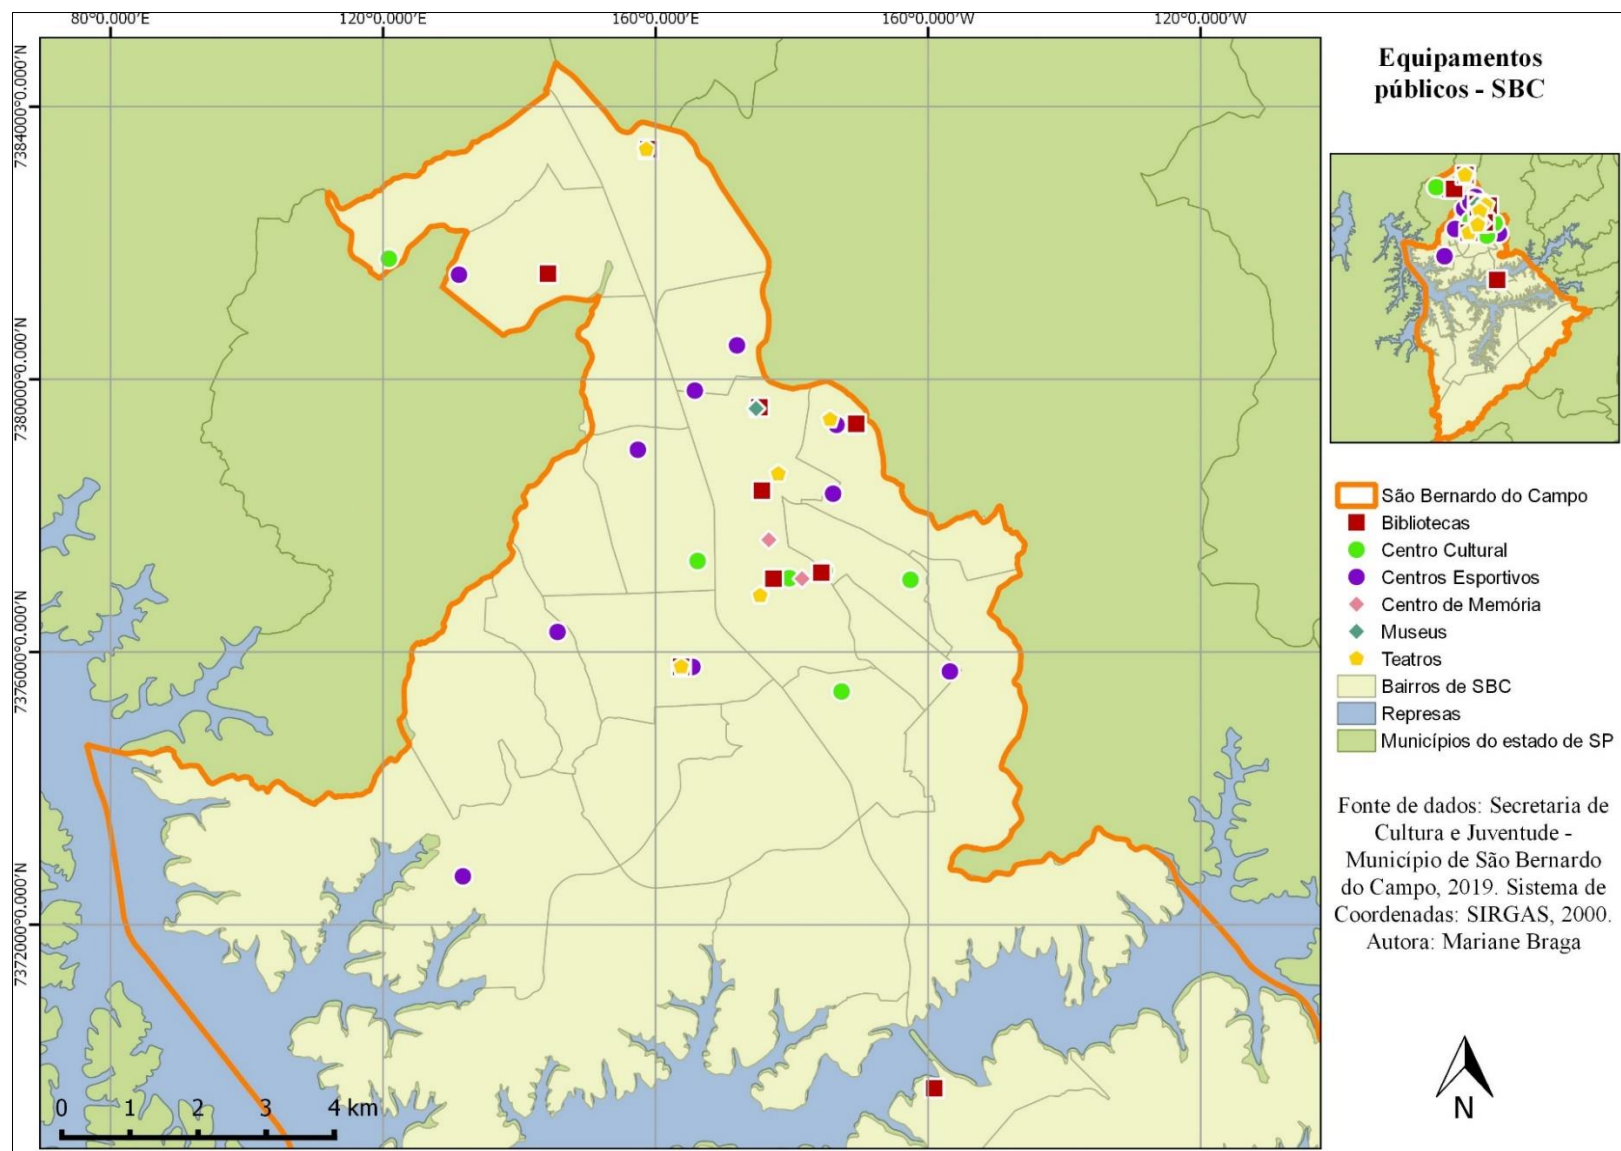 80°0.000'E
120°0.000'E
160°0.000'E
160°0.000'W
120°0.000'W
7384000°0.000'N
7380000°0.000'N
7376000°0.000'N
7372000°0.000'N
0 1 2 3 4 km
Equipamentos
públicos - SBC
São Bernardo do Campo
Bibliotecas
Centro Cultural
Centros Esportivos
Centro de Memória
Museus
Teatros
Bairros de SBC
Represas
Municípios do estado de SP
Fonte de dados: Secretaria de
Cultura e Juventude -
Município de São Bernardo
do Campo, 2019. Sistema de
Coordenadas: SIRGAS, 2000.
Autora: Mariane Braga
N